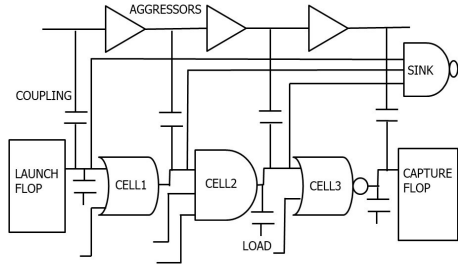 AGGRESSORS
SINK
COUPLING
LAUNCH
FLOP
CELL1
CELL2
CELL3
CAPTURE
FLOP
LOAD